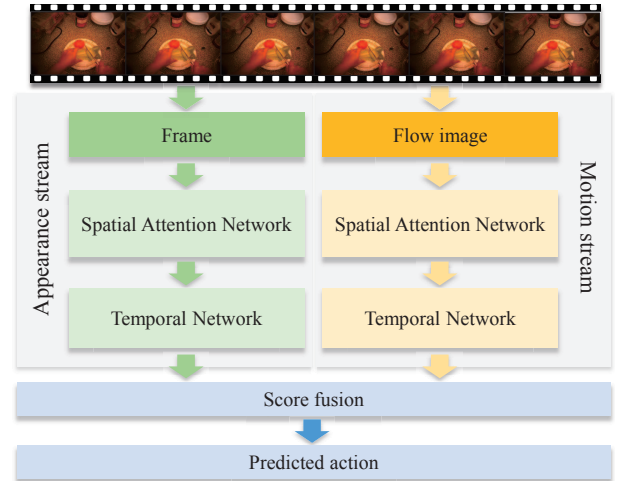 Appearance stream
Frame
Spatial Attention Network
Temporal Network
Flow image
Spatial Attention Network
Temporal Network
Motion stream
Score fusion
Predicted action